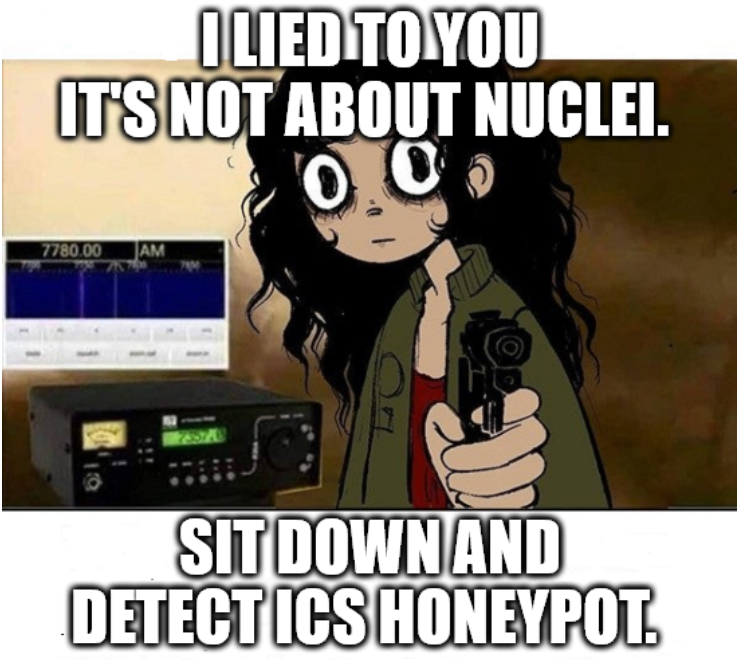 I LIED TO YOU
IT'S NOT ABOUT NUCLEI.
7780.00 AM
SIT DOWN AND
DETECT ICS HONEYPOT.